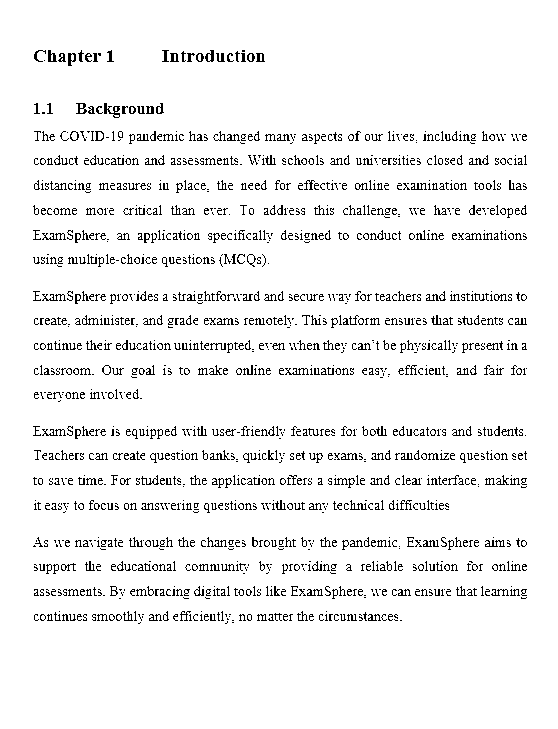 Chapter 1 Introduction
1.1 Background
The COVID-19 pandemic has changed many aspects of our lives, including how we
conduct education and assessments. With schools and universities closed and social
distancing measures in place, the need for effective online examination tools has
become more critical than ever. To address this challenge, we have developed
ExamSphere, an application specifically designed to conduct online examinations
using multiple-choice questions (MCQs).
ExamSphere provides a straightforward and secure way for teachers and institutions to
create, administer, and grade exams remotely. This platform ensures that students can
continue their education uninterrupted, even when they can't be physically present in a
classroom. Our goal is to make online examinations easy, efficient, and fair for
everyone involved.
ExamSphere is equipped with user-friendly features for both educators and students.
Teachers can create question banks, quickly set up exams, and randomize question set
to save time. For students, the application offers a simple and clear interface, making
it easy to focus on answering questions without any technical difficulties
As we navigate through the changes brought by the pandemic, ExamSphere aims to
support the educational community by providing a reliable solution for online
assessments. By embracing digital tools like ExamSphere, we can ensure that learning
continues smoothly and efficiently, no matter the circumstances.